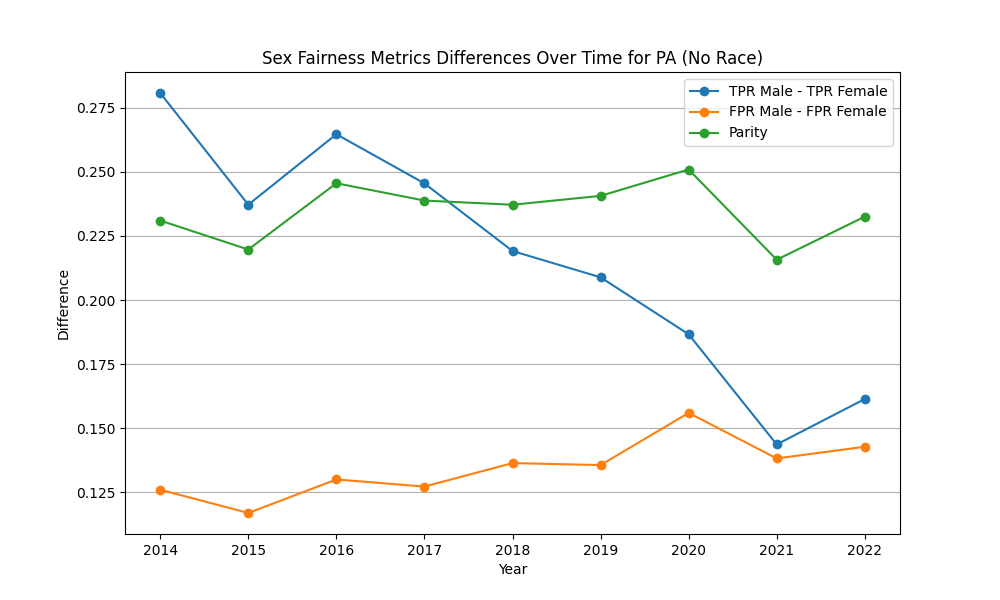 Sex Fairness Metrics Differences Over Time for PA (No Race)
TPR Male - TPR Female
FPR Male - FPR Female
Parity
Difference
0.275
0.250
0.225
0.200
0.175
0.150
0.125
2014 2015 2016 2017 2018 2019 2020 2021 2022
Year